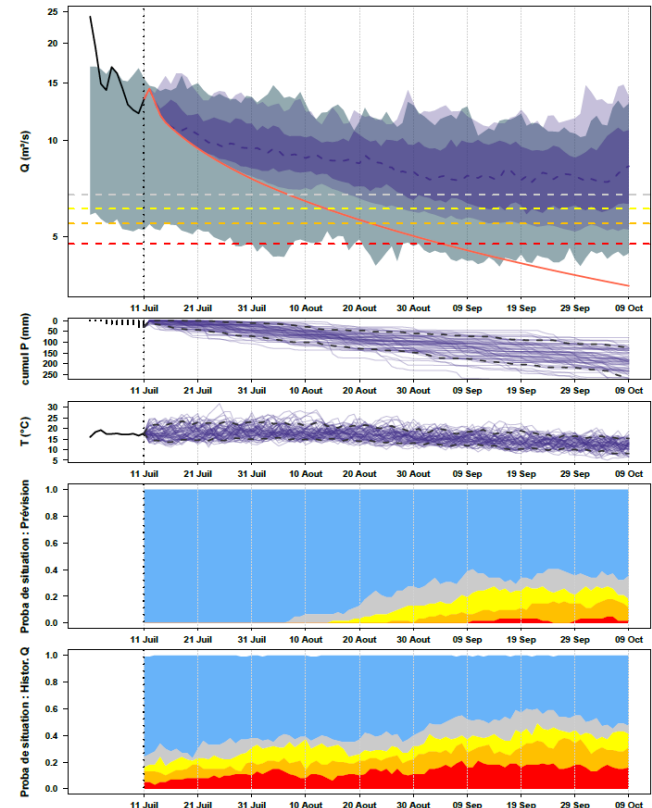 Q (m³/s)
25
20
15
10
5
11 Juil
21 Juil
31 Juil
10 Aout
20 Aout
30 Aout
09 Sep
19 Sep
29 Sep
09 Oct
cumul P (mm)
0
50
100
150
200
250
11 Juil
21 Juil
31 Juil
10 Aout
20 Aout
30 Aout
09 Sep
19 Sep
29 Sep
09 Oct
T (°C)
30
25
20
15
10
5
11 Juil
21 Juil
31 Juil
10 Aout
20 Aout
30 Aout
09 Sep
19 Sep
29 Sep
09 Oct
Proba de situation : Prévision
1.0
0.8
0.6
0.4
0.2
0.0
11 Juil
21 Juil
31 Juil
10 Aout
20 Aout
30 Aout
09 Sep
19 Sep
29 Sep
09 Oct
Proba de situation : Histor. Q
1.0
0.8
0.6
0.4
0.2
0.0
11 Juil
21 Juil
31 Juil
10 Aout
20 Aout
30 Aout
09 Sep
19 Sep
29 Sep
09 Oct